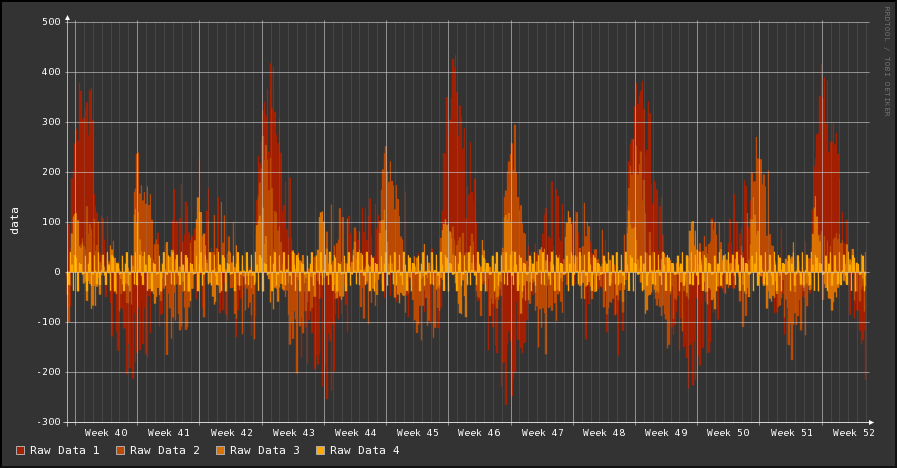 RRDTOOL / TOBI OETIKER
500
400
300
200
100
0
-100
-200
-300
data
Week 40 Week 41 Week 42 Week 43 Week 44 Week 45 Week 46 Week 47 Week 48 Week 49 Week 50 Week 51 Week 52
Raw Data 1 Raw Data 2 Raw Data 3 Raw Data 4